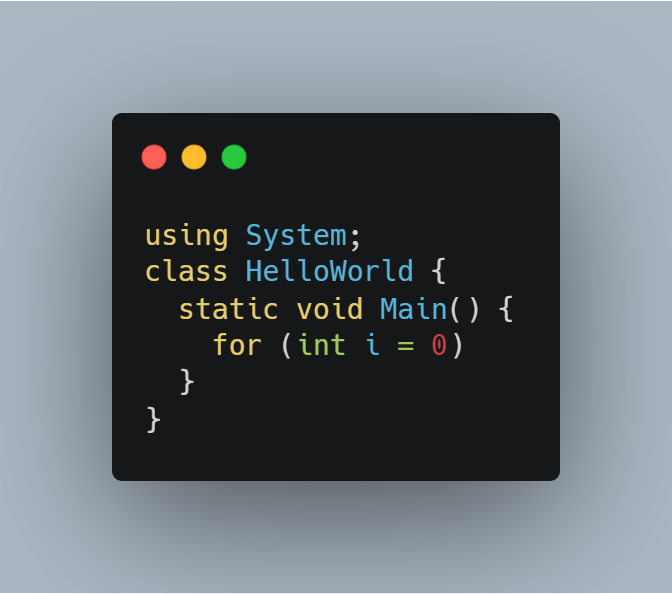 using System;
class HelloWorld {
  static void Main() {
    for (int i = 0)
  }
}